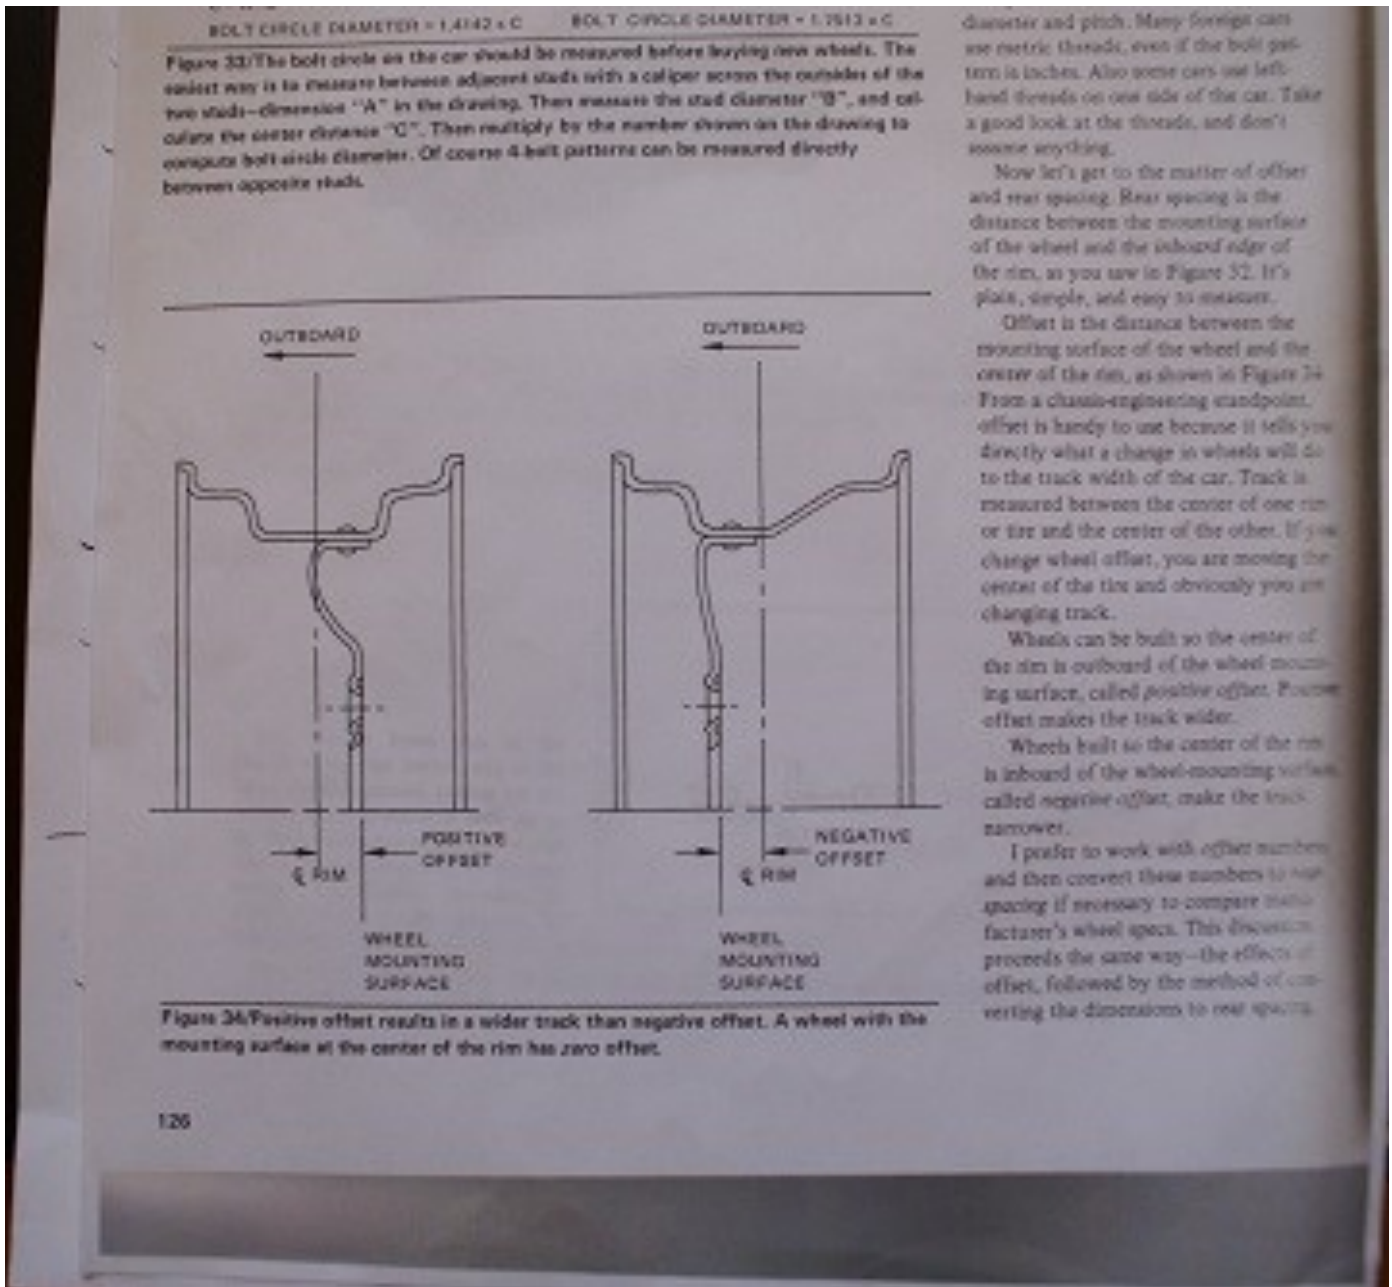 BOLT CIRCLE DIAMETER = 1.4142 x C
BOLT CIRCLE DIAMETER = 1.7013 x C
Figure 33/The bolt circle on the car should be measured before buying new wheels. The
easiest way is to measure between adjacent studs with a caliper across the outsides of the
two studs—dimension "A" in the drawing. Then measure the stud diameter "B", and cal-
culate the center distance "C". Then multiply by the number shown on the drawing to
compute bolt-circle diameter. Of course 4-bolt patterns can be measured directly
between opposite studs.
OUTBOARD
OUTBOARD
POSITIVE
OFFSET
℄ RIM
WHEEL
MOUNTING
SURFACE
NEGATIVE
OFFSET
℄ RIM
WHEEL
MOUNTING
SURFACE
Figure 34/Positive offset results in a wider track than negative offset. A wheel with the
mounting surface at the center of the rim has zero offset.
126
diameter and pitch. Many foreign cars
use metric threads, even if the bolt pat-
tern is inches. Also some cars use left-
hand threads on one side of the car. Take
a good look at the threads, and don't
assume anything.
Now let's get to the matter of offset
and rear spacing. Rear spacing is the
distance between the mounting surface
of the wheel and the inboard edge of
the rim, as you saw in Figure 32. It's
plain, simple, and easy to measure.
Offset is the distance between the
mounting surface of the wheel and the
center of the rim, as shown in Figure 34
From a chassis-engineering standpoint,
offset is handy to use because it tells you
directly what a change in wheels will do
to the track width of the car. Track is
measured between the center of one rim
or tire and the center of the other. If you
change wheel offset, you are moving the
center of the tire and obviously you are
changing track.
Wheels can be built so the center of
the rim is outboard of the wheel mount-
ing surface, called positive offset. Positive
offset makes the track wider.
Wheels built so the center of the rim
is inboard of the wheel-mounting surface,
called negative offset, make the track
narrower.
I prefer to work with offset numbers
and then convert these numbers to rear
spacing if necessary to compare manu-
facturer's wheel specs. This discussion
proceeds the same way—the effects of
offset, followed by the method of con-
verting the dimensions to rear spacing.